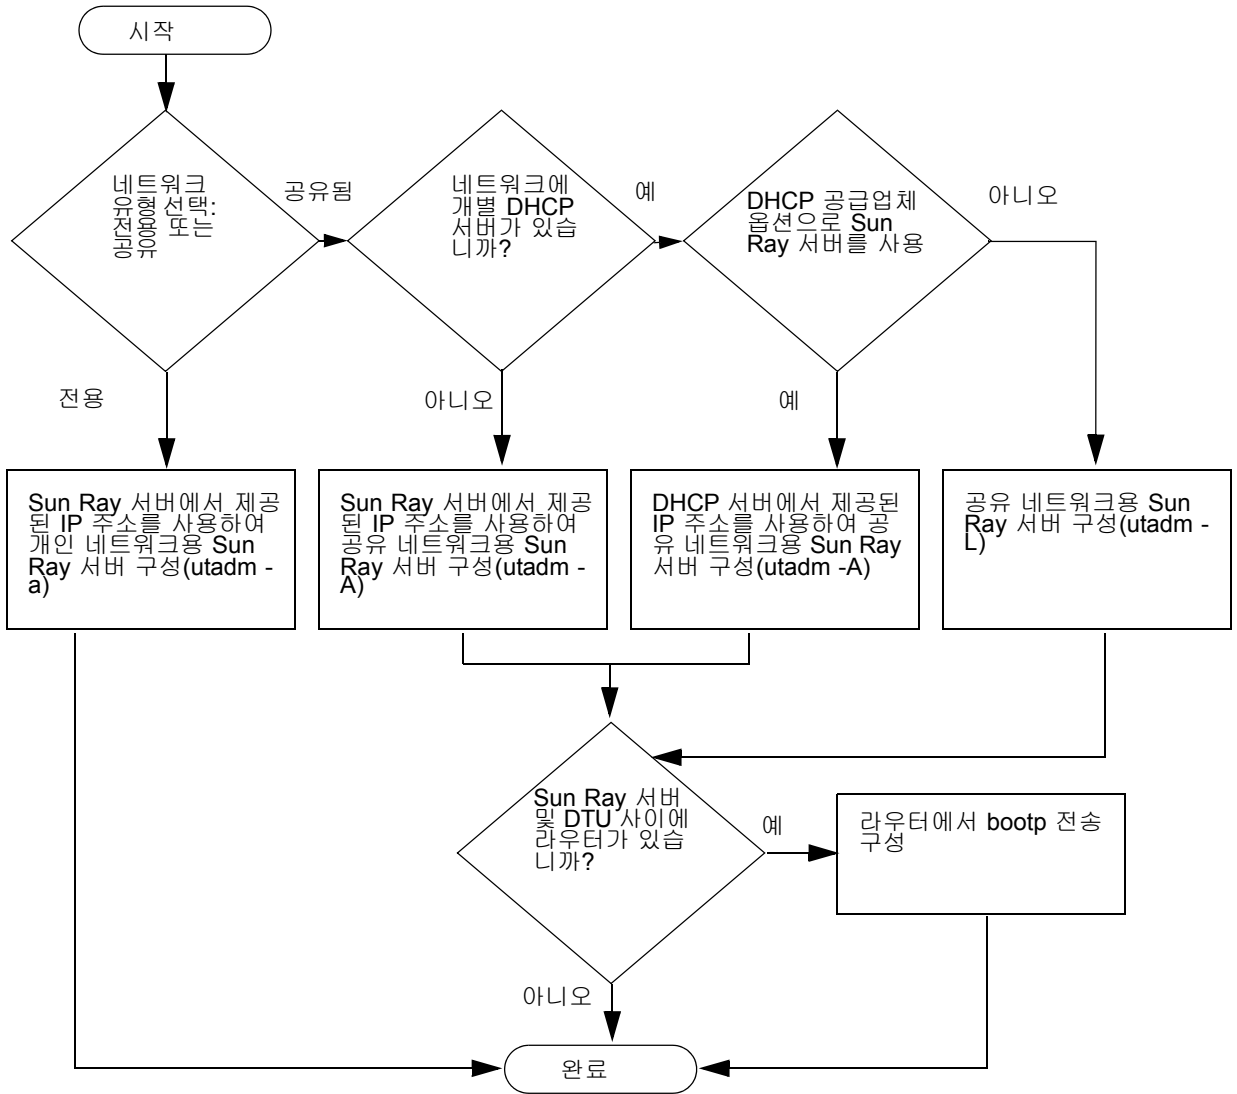 시작
네트워크
유형 선택:
전용 또는
공유
공유됨
네트워크에
개별 DHCP
서버가 있습
니까?
예
DHCP 공급업체
옵션으로 Sun
Ray 서버를 사용
아니오
전용
아니오
예
Sun Ray 서버에서 제공
된 IP 주소를 사용하여
개인 네트워크용 Sun
Ray 서버 구성(utadm -
a)
Sun Ray 서버에서 제공
된 IP 주소를 사용하여
공유 네트워크용 Sun
Ray 서버 구성(utadm -
A)
DHCP 서버에서 제공된
IP 주소를 사용하여 공
유 네트워크용 Sun Ray
서버 구성(utadm -A)
공유 네트워크용 Sun
Ray 서버 구성(utadm -
L)
Sun Ray 서버
및 DTU 사이에
라우터가 있습
니까?
예
라우터에서 bootp 전송
구성
아니오
완료